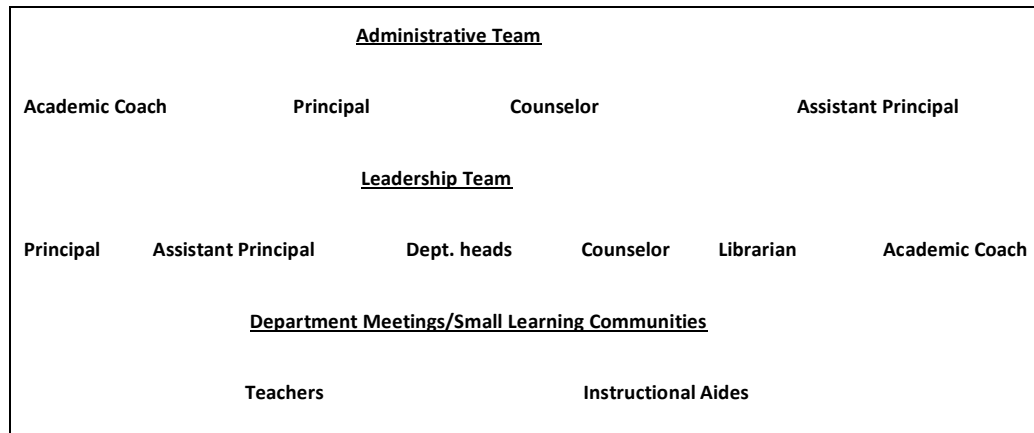 Administrative Team
Academic Coach Principal Counselor Assistant Principal
Leadership Team
Principal Assistant Principal Dept. heads Counselor Librarian Academic Coach
Department Meetings/Small Learning Communities
Teachers Instructional Aides